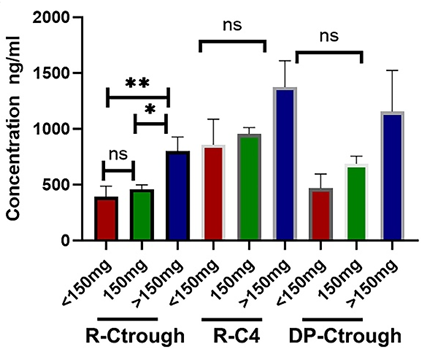 Concentration ng/ml
2000
1500
1000
500
0
ns
ns
**
*
ns
<150mg
150mg
>150mg
<150mg
150mg
>150mg
<150mg
150mg
>150mg
R-Ctrough
R-C4
DP-Ctrough